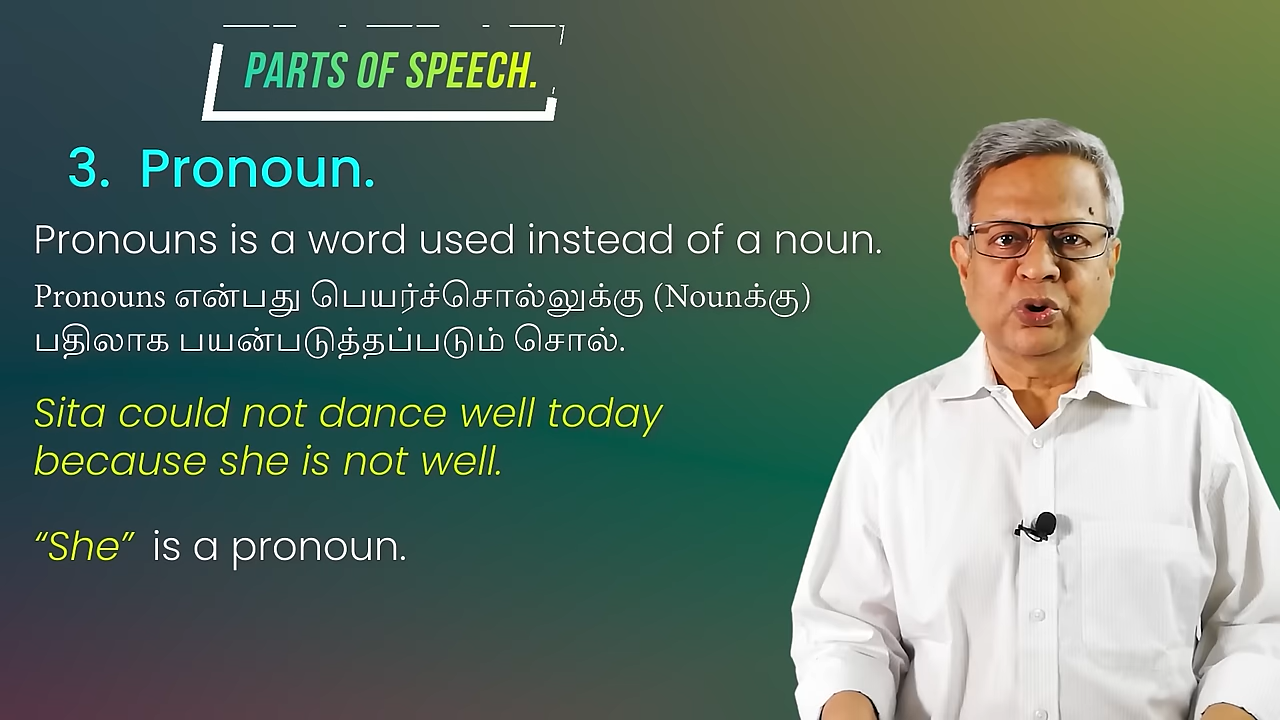 PARTS OF SPEECH.
3. Pronoun.
Pronouns is a word used instead of a noun.
Pronouns என்பது பெயர்ச்சொல்லுக்கு (Nounக்கு)
பதிலாக பயன்படுத்தப்படும் சொல்.
Sita could not dance well today
because she is not well.
“She” is a pronoun.